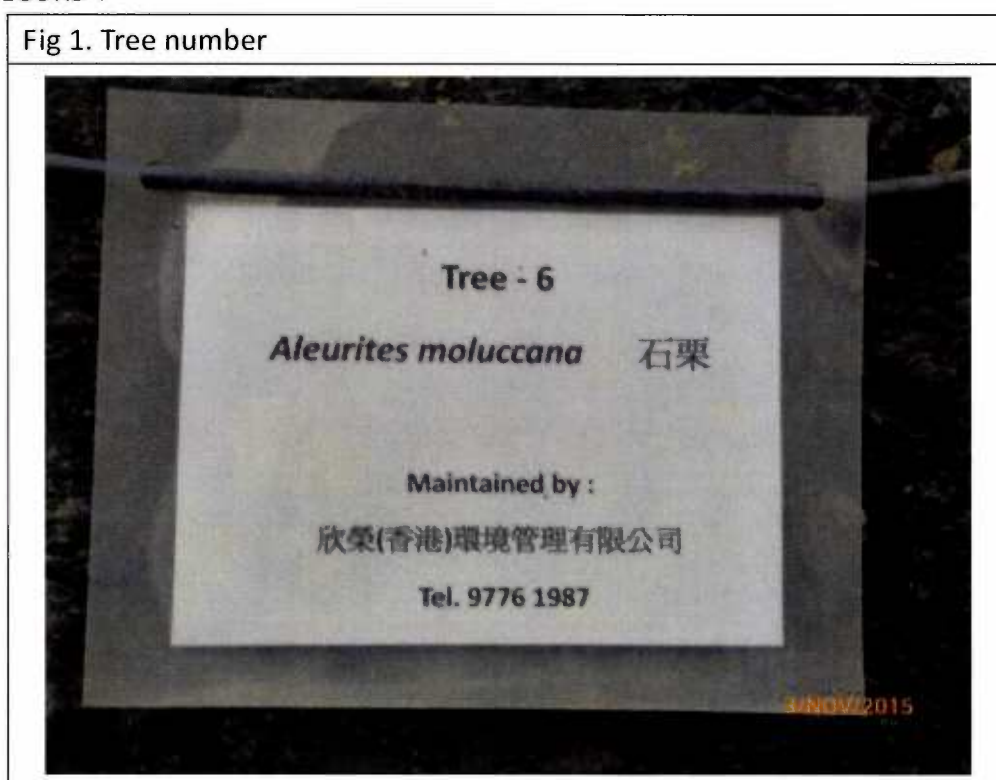 Fig 1. Tree number
Tree - 6
Aleurites moluccana 石栗
Maintained by :
欣榮(香港)環境管理有限公司
Tel. 9776 1987
3/NOV/2015